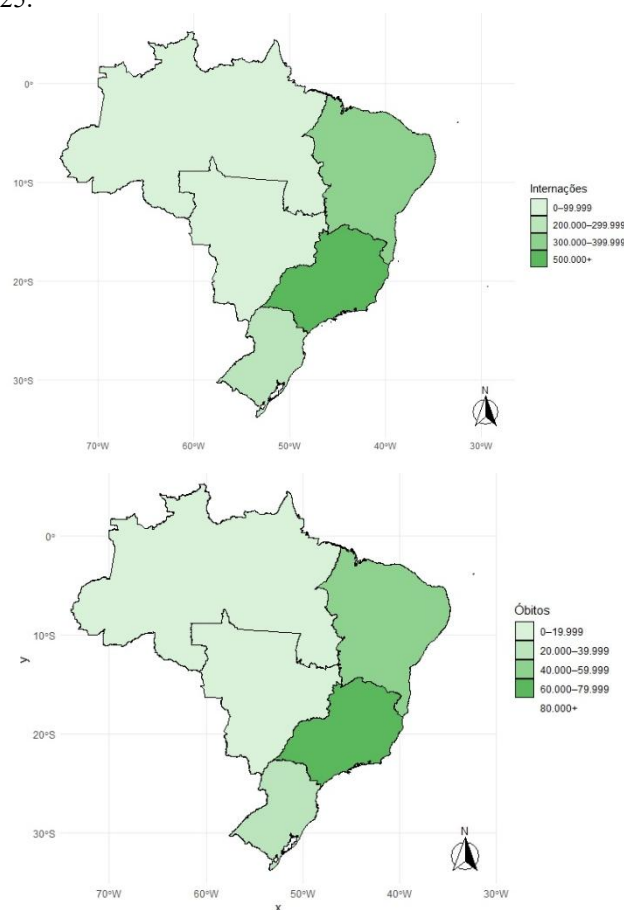 25.
0°
10°S
20°S
30°S
70°W 60°W 50°W 40°W 30°W
Internações
0–99.999
200.000–299.999
300.000–399.999
500.000+
N
0°
10°S
20°S
30°S
y
70°W 60°W 50°W 40°W 30°W
x
Óbitos
0–19.999
20.000–39.999
40.000–59.999
60.000–79.999
80.000+
N